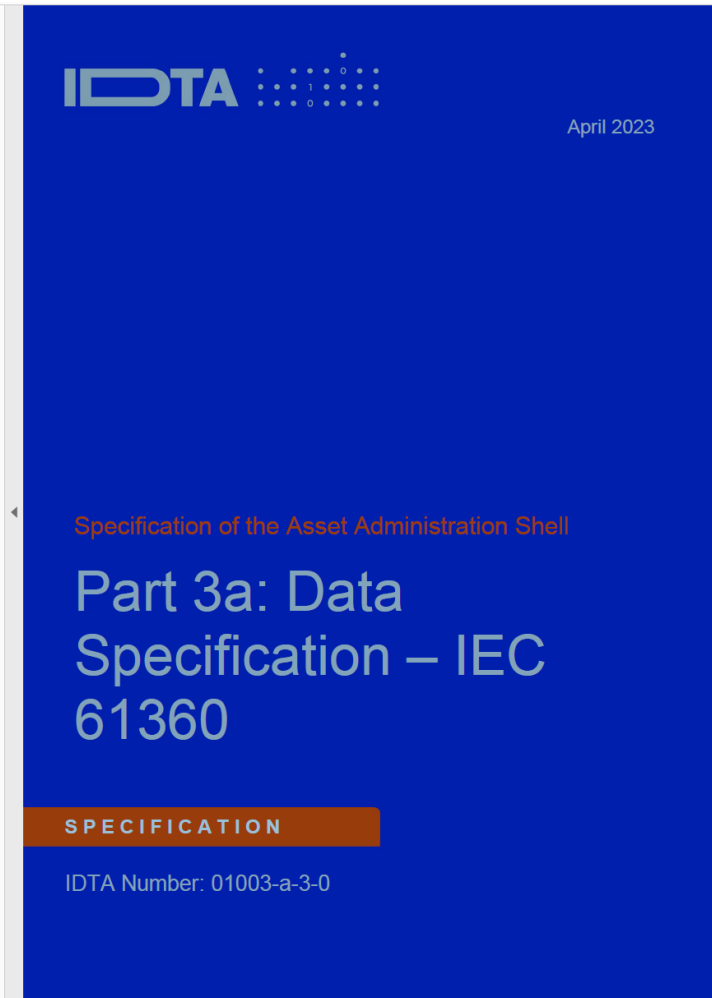 IDTA
April 2023
Specification of the Asset Administration Shell
Part 3a: Data
Specification – IEC
61360
SPECIFICATION
IDTA Number: 01003-a-3-0